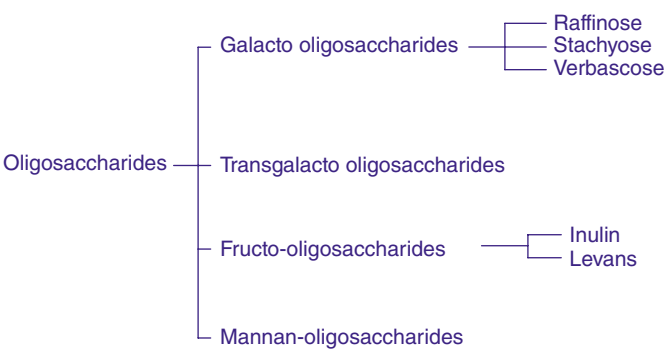 Raffinose
Galacto oligosaccharides
Stachyose
Verbascose
Oligosaccharides
Transgalacto oligosaccharides
Inulin
Fructo-oligosaccharides
Levans
Mannan-oligosaccharides